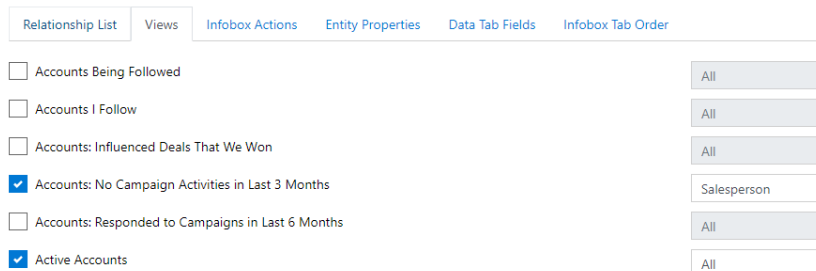 Relationship List Views Infobox Actions Entity Properties Data Tab Fields Infobox Tab Order
Accounts Being Followed All
Accounts I Follow All
Accounts: Influenced Deals That We Won All
Accounts: No Campaign Activities in Last 3 Months Salesperson
Accounts: Responded to Campaigns in Last 6 Months All
Active Accounts All